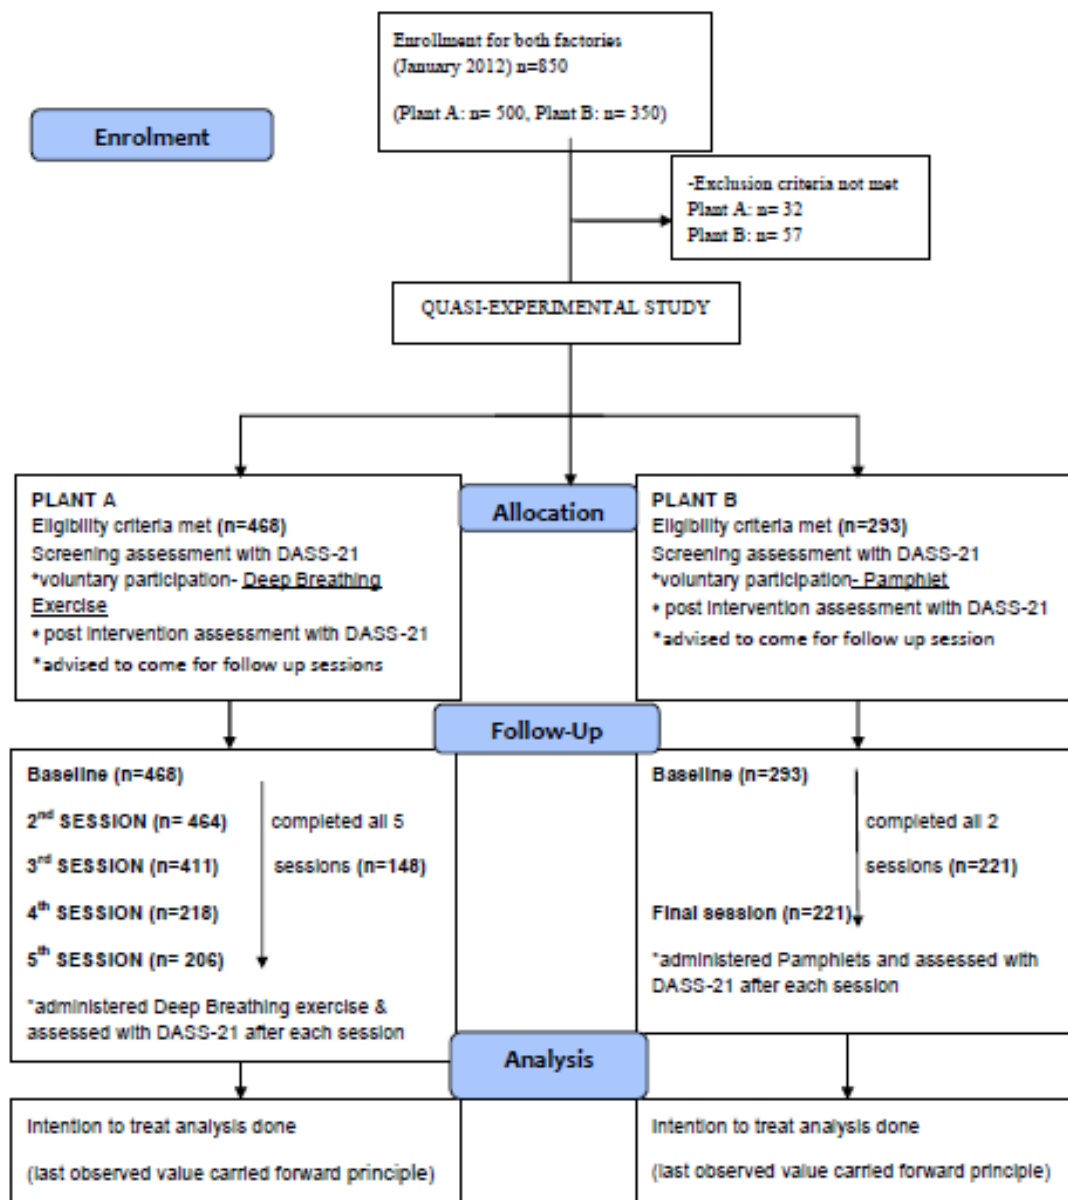 Enrollment for both factories
(January 2012) n=850
(Plant A: n= 500, Plant B: n= 350)
Enrolment
-Exclusion criteria not met
Plant A: n= 32
Plant B: n= 57
QUASI-EXPERIMENTAL STUDY
PLANT A
Eligibility criteria met (n=468)
Screening assessment with DASS-21
*voluntary participation- Deep Breathing
Exercise
* post intervention assessment with DASS-21
*advised to come for follow up sessions
Allocation
PLANT B
Eligibility criteria met (n=293)
Screening assessment with DASS-21
*voluntary participation- Pamphlet
* post intervention assessment with DASS-21
*advised to come for follow up session
Follow-Up
Baseline (n=468)
2nd SESSION (n= 464)
3rd SESSION (n=411)
4th SESSION (n=218)
5th SESSION (n= 206)
completed all 5
sessions (n=148)
*administered Deep Breathing exercise &
assessed with DASS-21 after each session
Baseline (n=293)
completed all 2
sessions (n=221)
Final session (n=221)
*administered Pamphlets and assessed with
DASS-21 after each session
Analysis
Intention to treat analysis done
(last observed value carried forward principle)
Intention to treat analysis done
(last observed value carried forward principle)